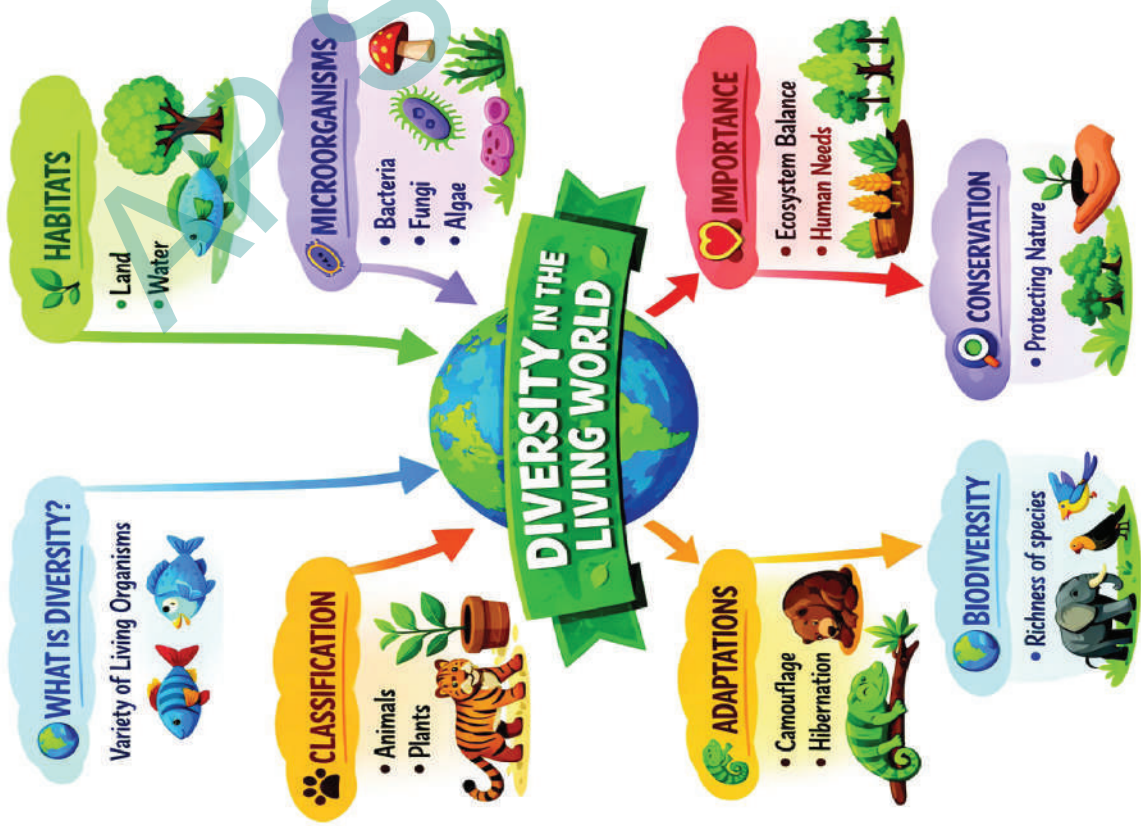 WHAT IS DIVERSITY?
Variety of Living Organisms
HABITATS
• Land
• Water
CLASSIFICATION
• Animals
• Plants
MICROORGANISMS
• Bacteria
• Fungi
• Algae
DIVERSITY IN THE
LIVING WORLD
ADAPTATIONS
• Camouflage
• Hibernation
IMPORTANCE
• Ecosystem Balance
• Human Needs
BIODIVERSITY
• Richness of species
CONSERVATION
• Protecting Nature
AP